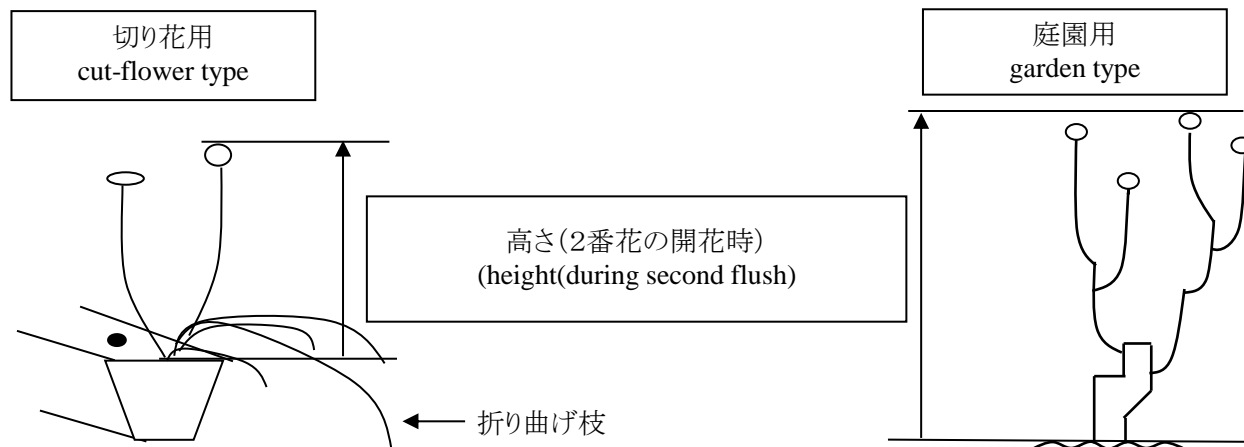 切り花用
cut-flower type
庭園用
garden type
高さ(2番花の開花時)
(height(during second flush)
折り曲げ枝